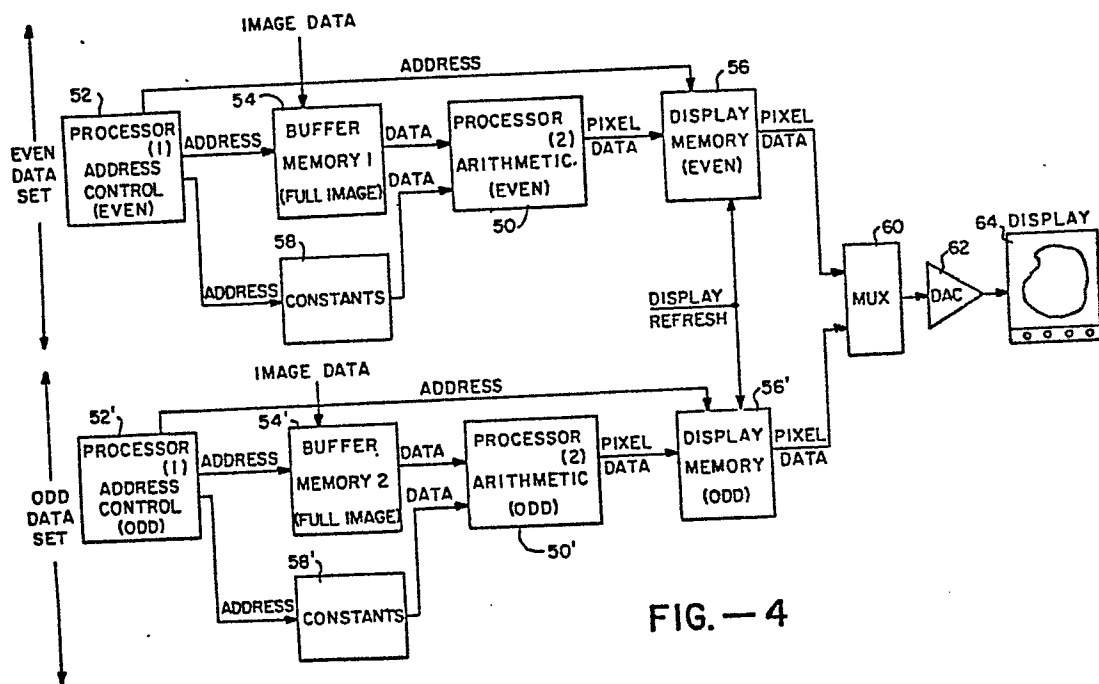 IMAGE DATA
ADDRESS
EVEN
DATA
SET
52
PROCESSOR
(1)
ADDRESS
CONTROL
(EVEN)
ADDRESS
54
BUFFER
MEMORY 1
(FULL IMAGE)
DATA
DATA
PROCESSOR
(2)
ARITHMETIC.
(EVEN)
50
PIXEL
DATA
56
DISPLAY
MEMORY
(EVEN)
PIXEL
DATA
ADDRESS
58
CONSTANTS
DISPLAY
REFRESH
60
MUX
62
DAC
64 DISPLAY
IMAGE DATA
ADDRESS
ODD
DATA
SET
52'
PROCESSOR
(1)
ADDRESS
CONTROL
(ODD)
ADDRESS
54'
BUFFER
MEMORY 2
(FULL IMAGE)
DATA
DATA
PROCESSOR
(2)
ARITHMETIC
(ODD)
50'
PIXEL
DATA
56'
DISPLAY
MEMORY
(ODD)
PIXEL
DATA
ADDRESS
58'
CONSTANTS
FIG.—4